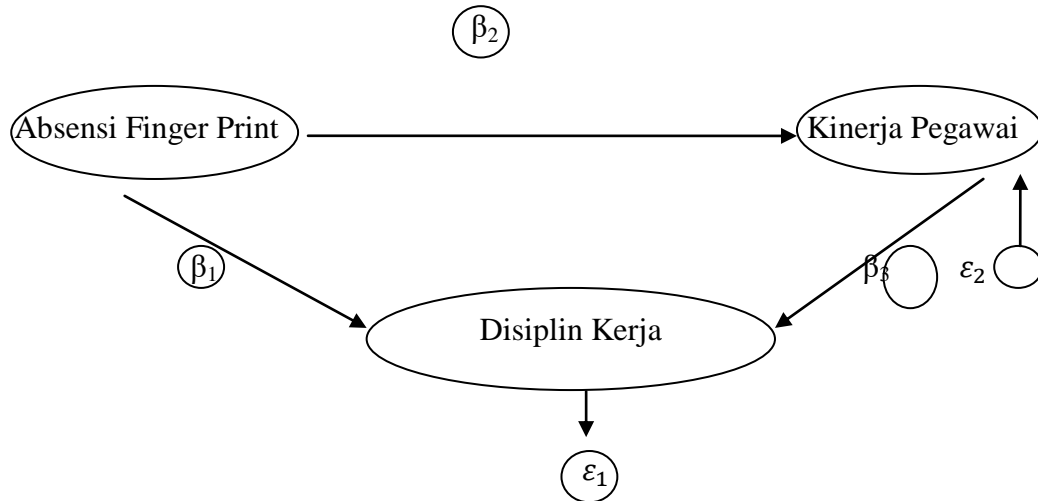 β₂
Absensi Finger Print
Kinerja Pegawai
β₁
β₃
ε₂
Disiplin Kerja
ε₁